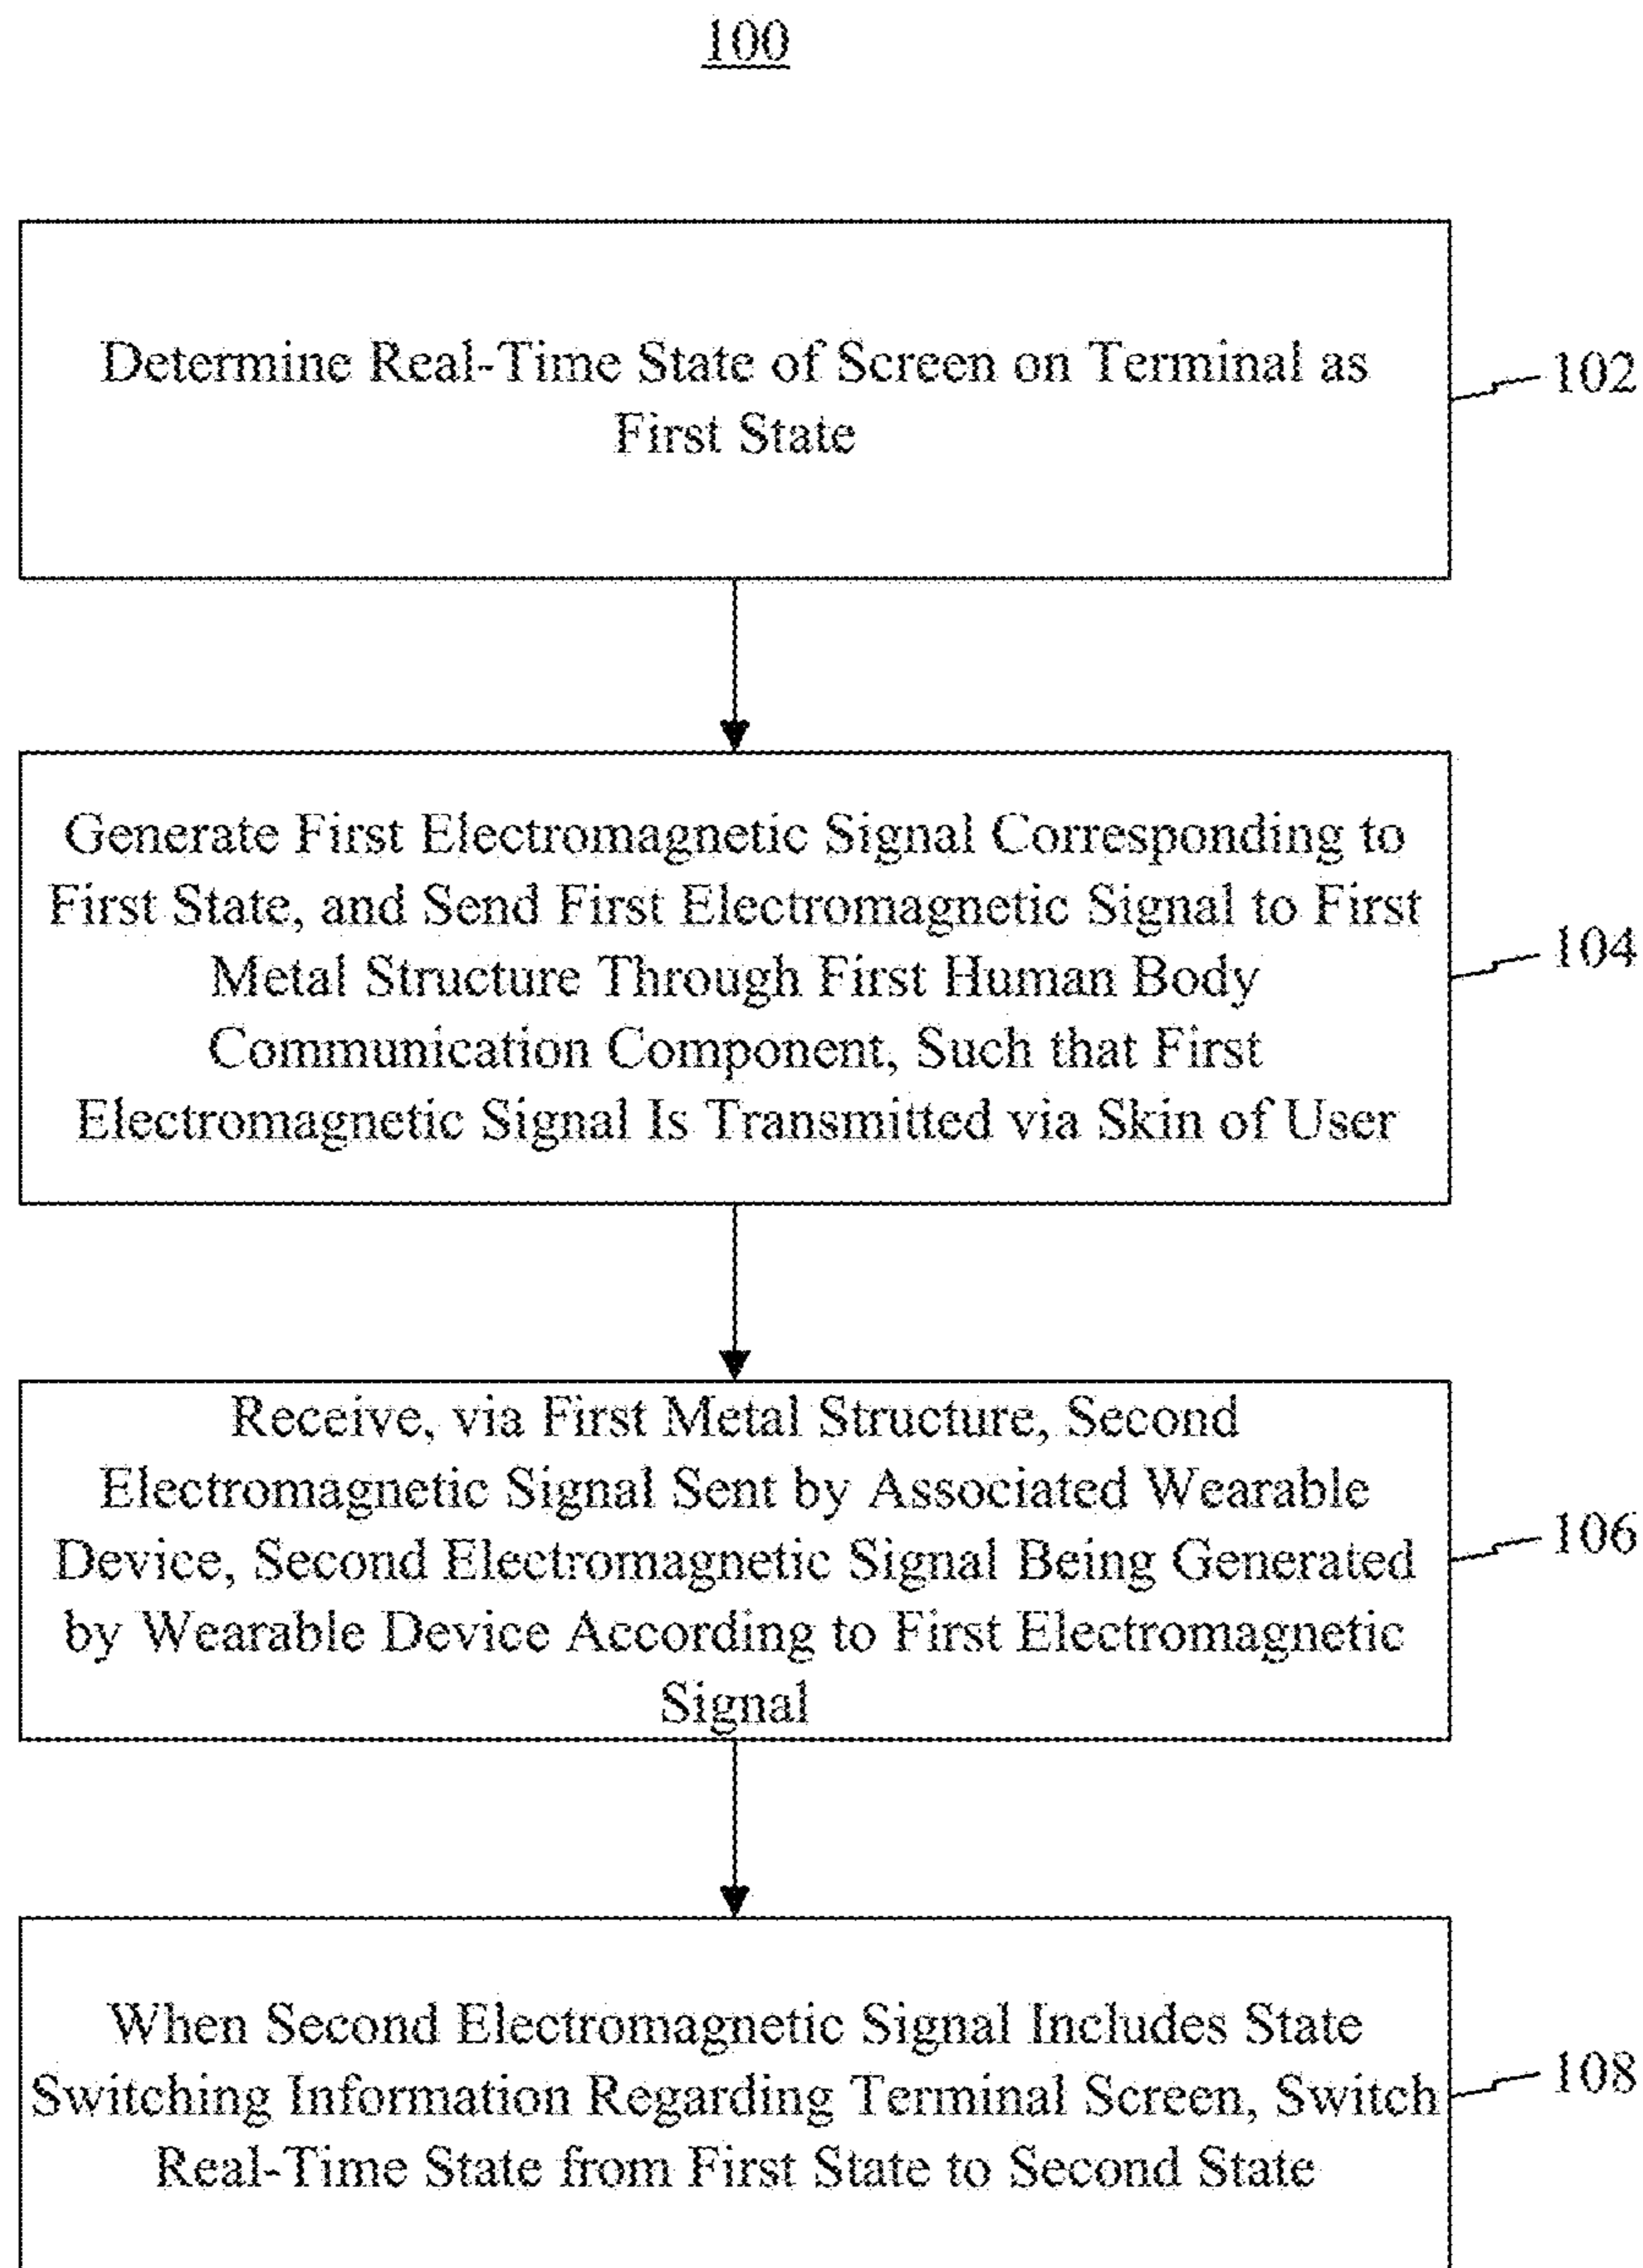 100
Determine Real-Time State of Screen on Terminal as
First State
102
Generate First Electromagnetic Signal Corresponding to
First State, and Send First Electromagnetic Signal to First
Metal Structure Through First Human Body
Communication Component, Such that First
Electromagnetic Signal Is Transmitted via Skin of User
104
Receive, via First Metal Structure, Second
Electromagnetic Signal Sent by Associated Wearable
Device, Second Electromagnetic Signal Being Generated
by Wearable Device According to First Electromagnetic
Signal
106
When Second Electromagnetic Signal Includes State
Switching Information Regarding Terminal Screen, Switch
Real-Time State from First State to Second State
108